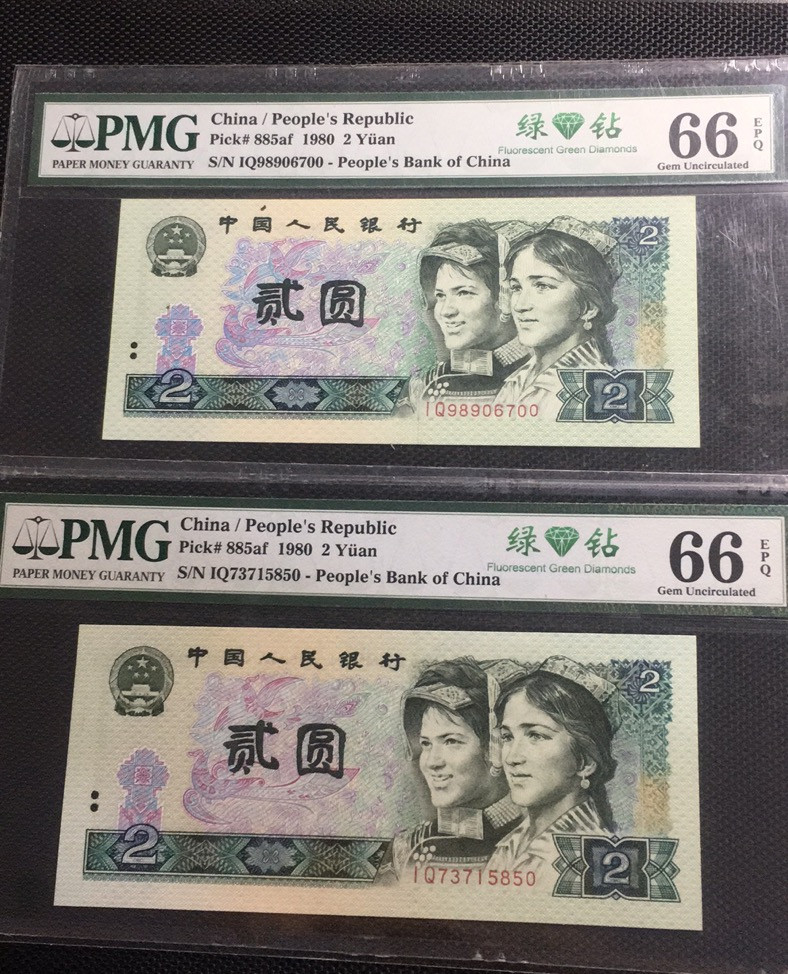 PMG
PAPER MONEY GUARANTY
China / People's Republic
Pick# 885af 1980 2 Yüan
S/N IQ98906700 - People's Bank of China
绿 钻
Fluorescent Green Diamonds
66
EPQ
Gem Uncirculated
中国人民银行
2
贰圆
2
IQ98906700
2
PMG
PAPER MONEY GUARANTY
China / People's Republic
Pick# 885af 1980 2 Yüan
S/N IQ73715850 - People's Bank of China
绿 钻
Fluorescent Green Diamonds
66
EPQ
Gem Uncirculated
中国人民银行
2
贰圆
2
IQ73715850
2